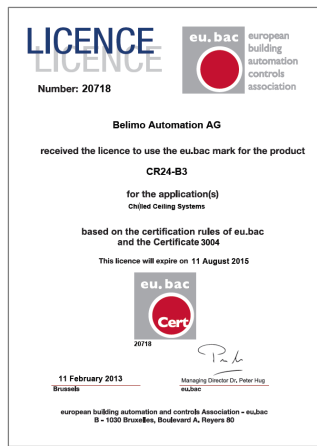 LICENCE
LICENCE
Number: 20718
eu.bac
european
building
automation
controls
association
Belimo Automation AG
received the licence to use the eu.bac mark for the product
CR24-B3
for the application(s)
Chilled Ceiling Systems
based on the certification rules of eu.bac
and the Certificate 3004
This licence will expire on 11 August 2015
eu.bac
Cert
20718
11 February 2013
Brussels
Managing Director Dr. Peter Hug
eu.bac
european building automation and controls Association - eu.bac
B - 1030 Bruxelles, Boulevard A. Reyers 80